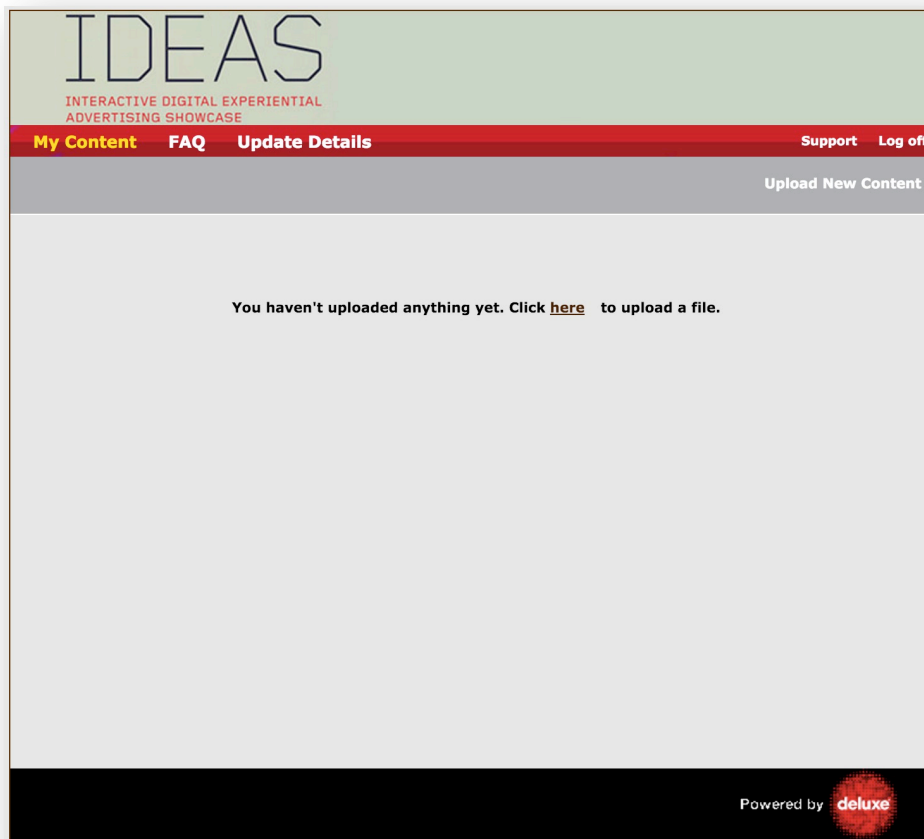 IDEAS
INTERACTIVE DIGITAL EXPERIENTIAL
ADVERTISING SHOWCASE
My Content FAQ Update Details Support Log off
Upload New Content
You haven't uploaded anything yet. Click here to upload a file.
Powered by deluxe